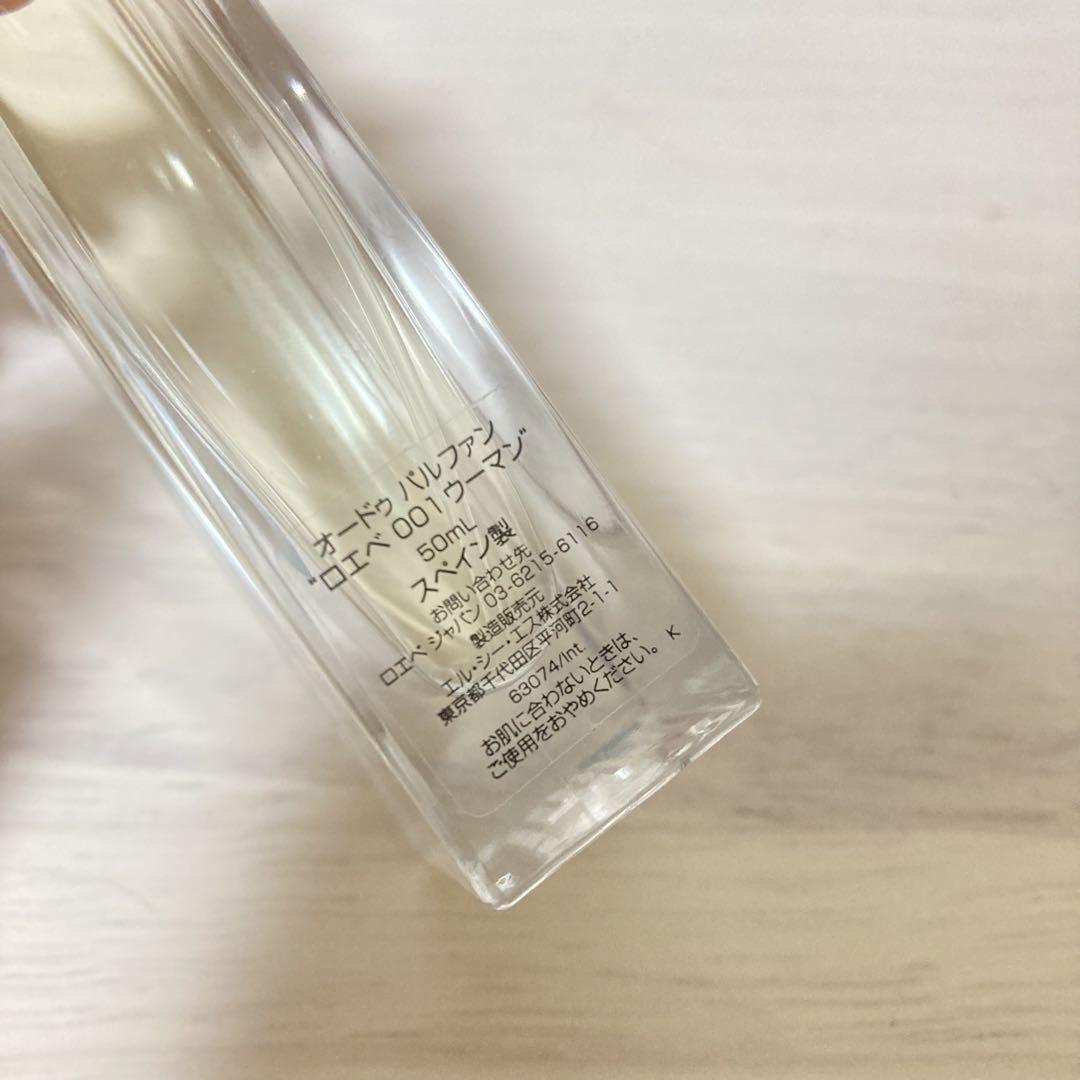 オードゥ パルファン
"ロエベ 001 ウーマン"
50mL
スペイン製
お問い合わせ先
ロエベ ジャパン 03-6215-6116
製造販売元
エル・シー・エス株式会社
東京都千代田区平河町2-1-1
63074/Int.
お肌に合わないときは、
ご使用をおやめください。
K